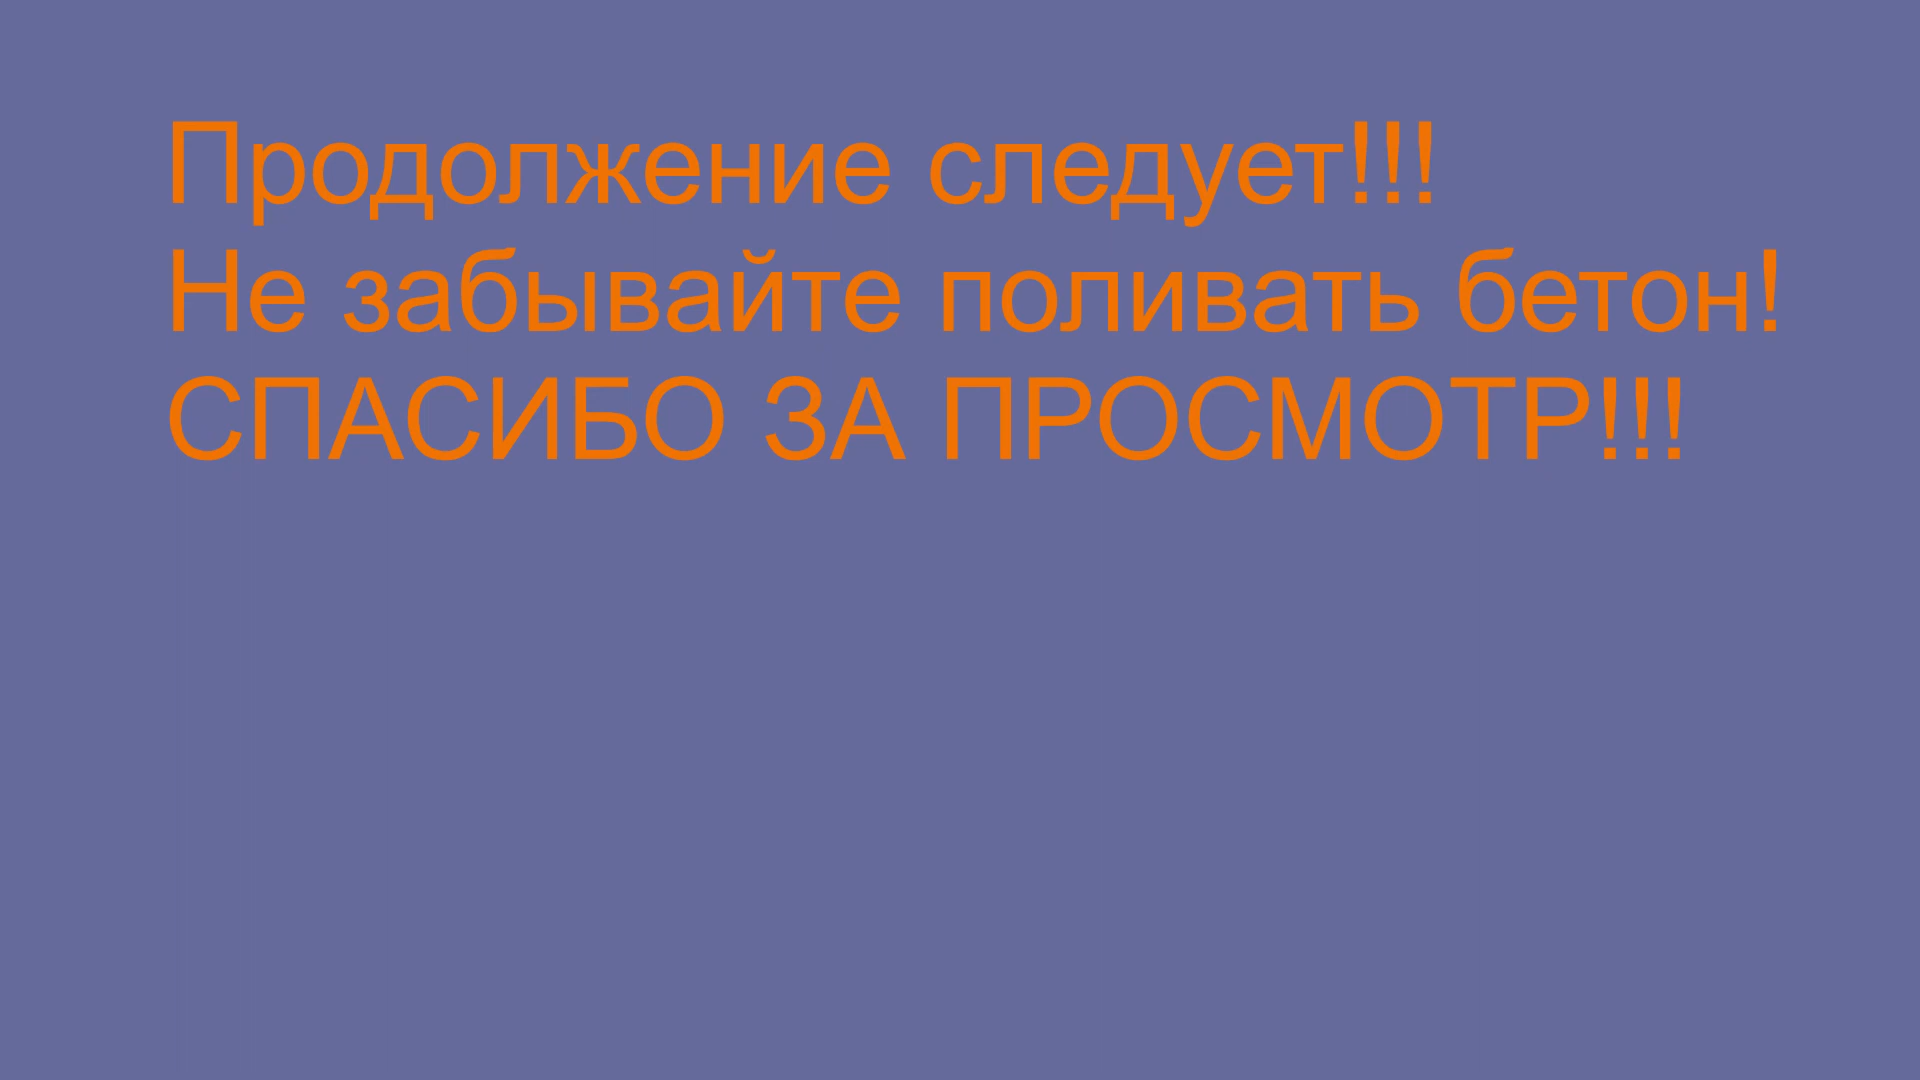 Продолжение следует!!!
Не забывайте поливать бетон!
СПАСИБО ЗА ПРОСМОТР!!!